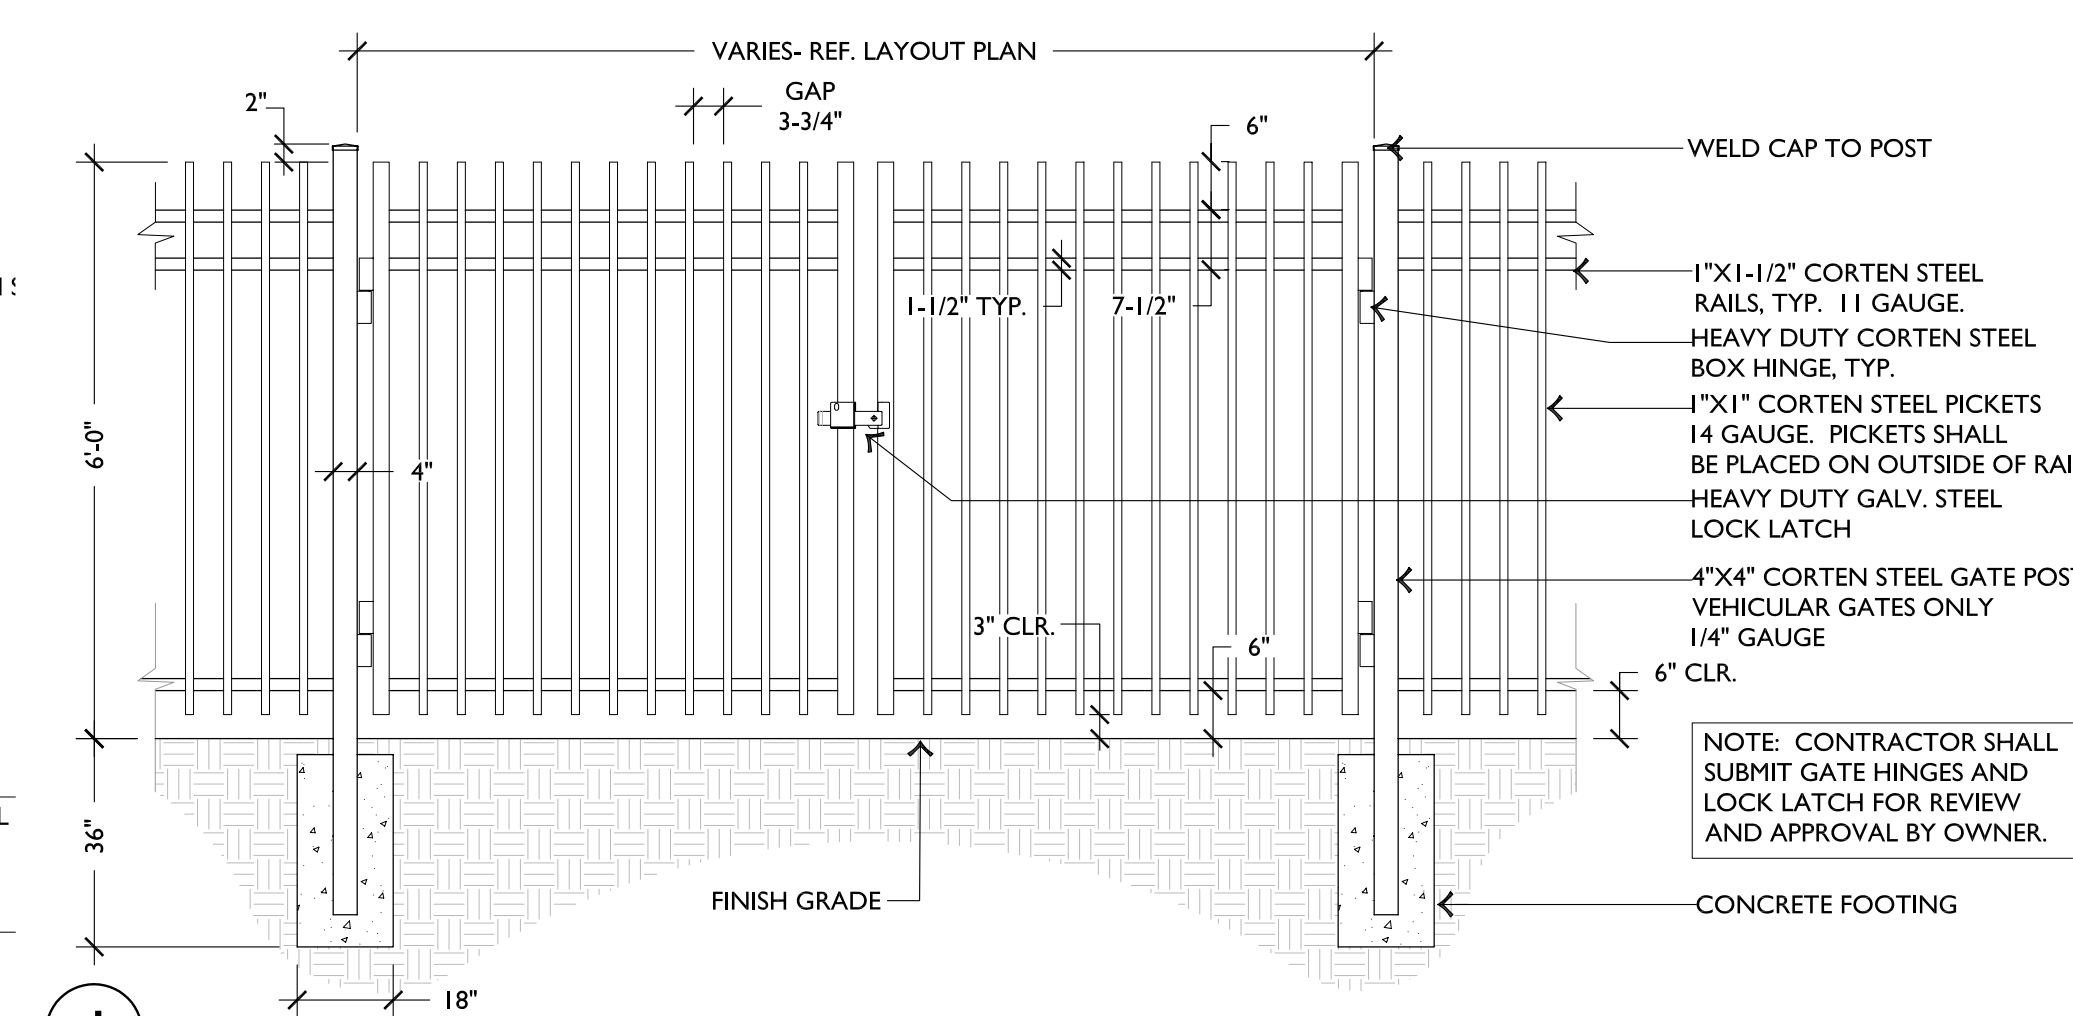 VARIES- REF. LAYOUT PLAN
GAP
3-3/4"
2"
6"
WELD CAP TO POST
1-1/2" TYP.
7-1/2"
1"X1-1/2" CORTEN STEEL
RAILS, TYP. 11 GAUGE.
HEAVY DUTY CORTEN STEEL
BOX HINGE, TYP.
1"X1" CORTEN STEEL PICKETS
14 GAUGE. PICKETS SHALL
BE PLACED ON OUTSIDE OF RAI
HEAVY DUTY GALV. STEEL
LOCK LATCH
6'-0"
4"
4"X4" CORTEN STEEL GATE POST
VEHICULAR GATES ONLY
1/4" GAUGE
3" CLR.
6"
6" CLR.
NOTE: CONTRACTOR SHALL
SUBMIT GATE HINGES AND
LOCK LATCH FOR REVIEW
AND APPROVAL BY OWNER.
36"
FINISH GRADE
CONCRETE FOOTING
18"